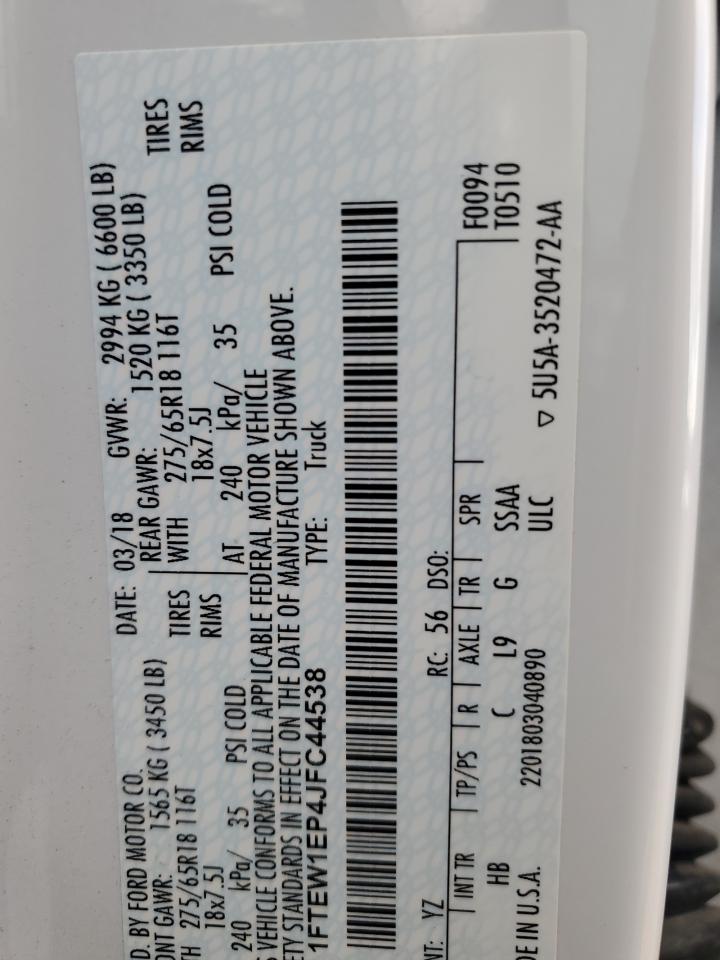 D. BY FORD MOTOR CO. DATE: 03/18 GVWR: 2994 KG ( 6600 LB)
ONT GAWR: 1565 KG ( 3450 LB) REAR GAWR: 1520 KG ( 3350 LB)
TH 275/65R18 116T TIRES WITH 275/65R18 116T TIRES
18x7.5J RIMS 18x7.5J RIMS
240 kPa/ 35 PSI COLD AT 240 kPa/ 35 PSI COLD
S VEHICLE CONFORMS TO ALL APPLICABLE FEDERAL MOTOR VEHICLE
ETY STANDARDS IN EFFECT ON THE DATE OF MANUFACTURE SHOWN ABOVE.
1FTEW1EP4JFC44538 TYPE: Truck
NT: YZ RC: 56 DSO:
INT TR TP/PS R AXLE TR SPR F0094
HB C L9 G SSAA T0510
ULC
DE IN U.S.A. 2201803040890 ▽ 5U5A-3520472-AA